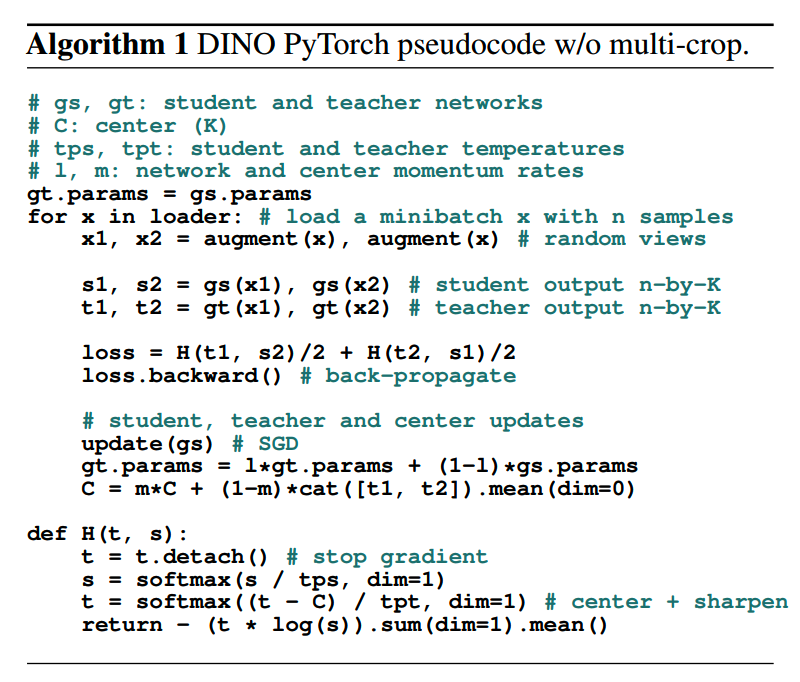 Algorithm 1 DINO PyTorch pseudocode w/o multi-crop.
# gs, gt: student and teacher networks
# C: center (K)
# tps, tpt: student and teacher temperatures
# l, m: network and center momentum rates
gt.params = gs.params
for x in loader: # load a minibatch x with n samples
    x1, x2 = augment(x), augment(x) # random views

    s1, s2 = gs(x1), gs(x2) # student output n-by-K
    t1, t2 = gt(x1), gt(x2) # teacher output n-by-K

    loss = H(t1, s2)/2 + H(t2, s1)/2
    loss.backward() # back-propagate

    # student, teacher and center updates
    update(gs) # SGD
    gt.params = l*gt.params + (1-l)*gs.params
    C = m*C + (1-m)*cat([t1, t2]).mean(dim=0)

def H(t, s):
    t = t.detach() # stop gradient
    s = softmax(s / tps, dim=1)
    t = softmax((t - C) / tpt, dim=1) # center + sharpen
    return - (t * log(s)).sum(dim=1).mean()